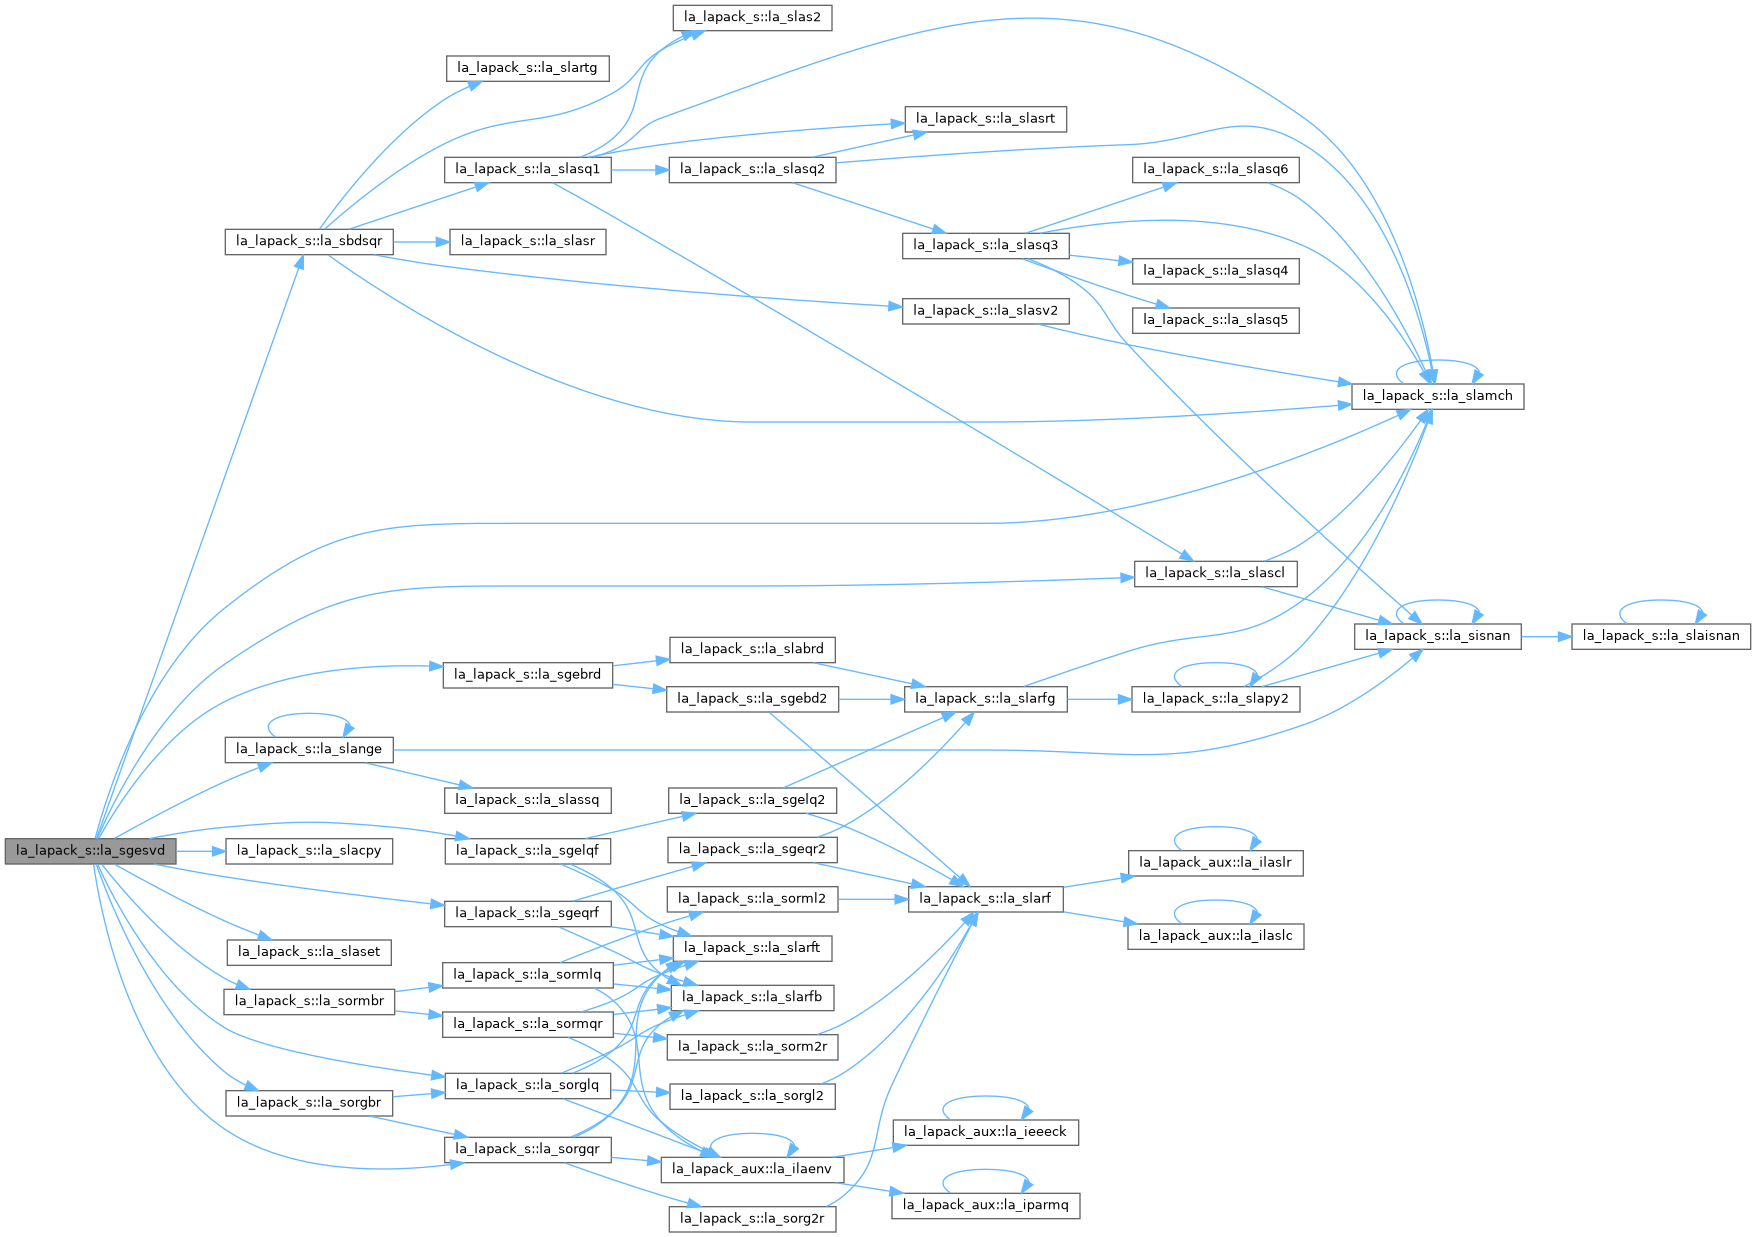 la_lapack_s::la_slas2
la_lapack_s::la_slartg
la_lapack_s::la_slasrt
la_lapack_s::la_slasq1
la_lapack_s::la_slasq2
la_lapack_s::la_slasq6
la_lapack_s::la_sbdsqr
la_lapack_s::la_slasr
la_lapack_s::la_slasq3
la_lapack_s::la_slasq4
la_lapack_s::la_slasv2
la_lapack_s::la_slasq5
la_lapack_s::la_slamch
la_lapack_s::la_slascl
la_lapack_s::la_sisnan
la_lapack_s::la_slaisnan
la_lapack_s::la_slabrd
la_lapack_s::la_sgebrd
la_lapack_s::la_sgebd2
la_lapack_s::la_slarfg
la_lapack_s::la_slapy2
la_lapack_s::la_slange
la_lapack_s::la_slassq
la_lapack_s::la_sgelq2
la_lapack_s::la_sgesvd
la_lapack_s::la_slacpy
la_lapack_s::la_sgelqf
la_lapack_s::la_sgeqr2
la_lapack_aux::la_ilaslr
la_lapack_s::la_sorml2
la_lapack_s::la_slarf
la_lapack_s::la_sgeqrf
la_lapack_aux::la_ilaslc
la_lapack_s::la_slaset
la_lapack_s::la_slarft
la_lapack_s::la_sormlq
la_lapack_s::la_sormbr
la_lapack_s::la_slarfb
la_lapack_s::la_sormqr
la_lapack_s::la_sorm2r
la_lapack_s::la_sorglq
la_lapack_s::la_sorgl2
la_lapack_s::la_sorgbr
la_lapack_aux::la_ieeeck
la_lapack_s::la_sorgqr
la_lapack_aux::la_ilaenv
la_lapack_aux::la_iparmq
la_lapack_s::la_sorg2r